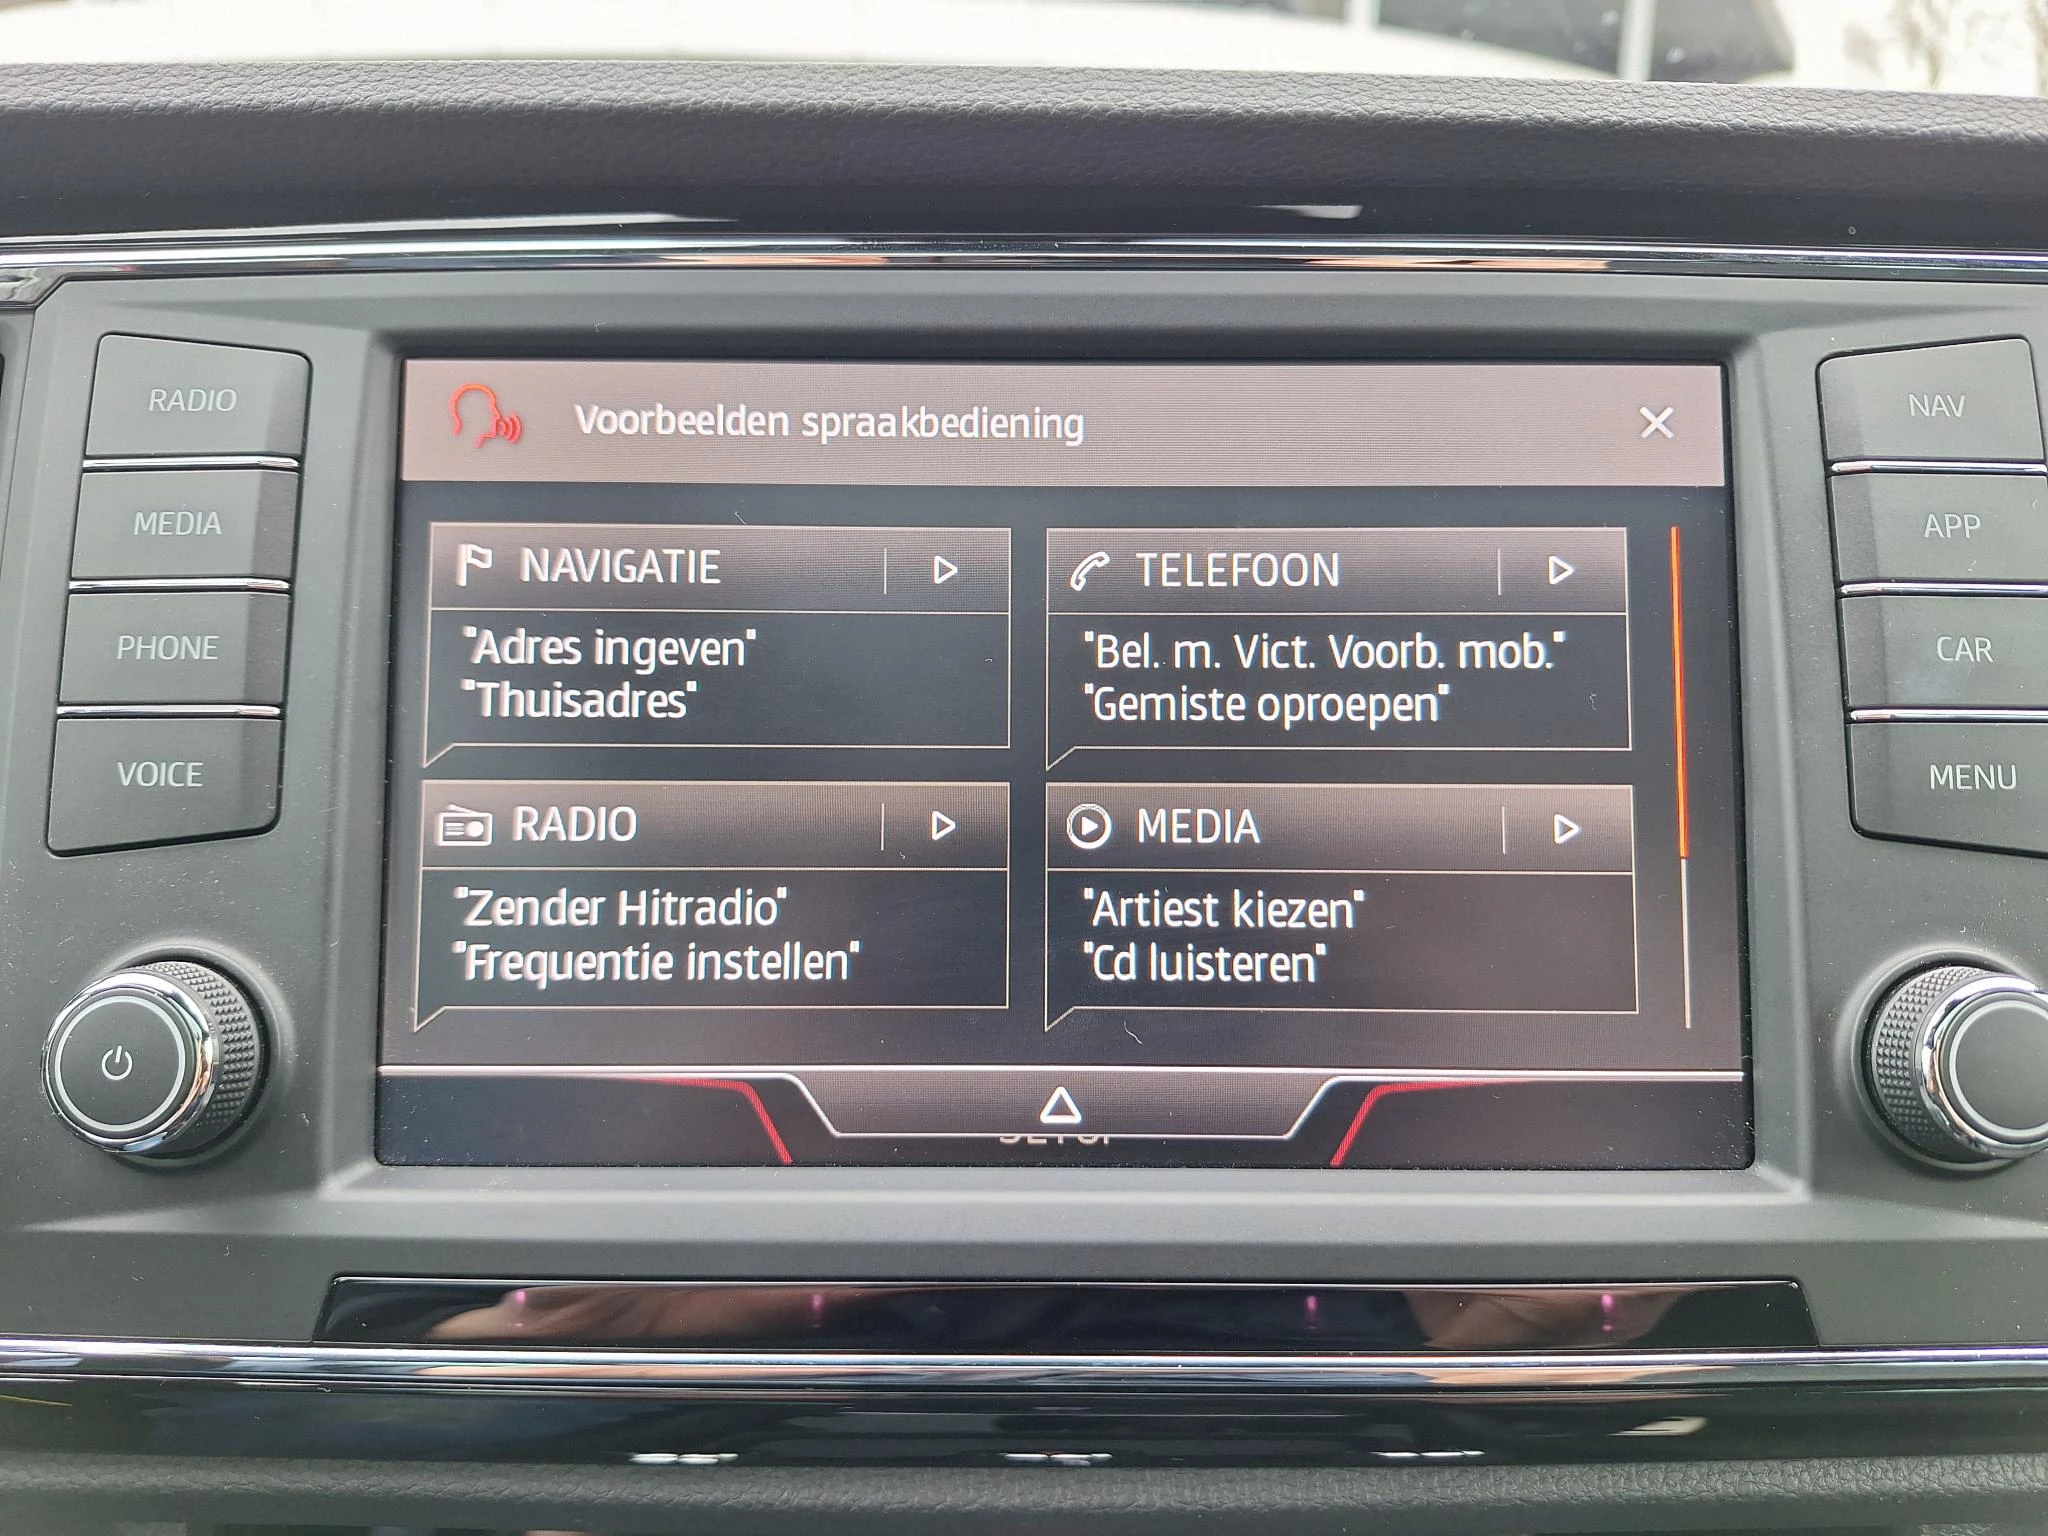 Voorbeelden spraakbediening
NAVIGATIE
"Adres ingeven"
"Thuisadres"
TELEFOON
"Bel. m. Vict. Voorb. mob."
"Gemiste oproepen"
RADIO
"Zender Hitradio"
"Frequentie instellen"
MEDIA
"Artiest kiezen"
"Cd luisteren"
RADIO
MEDIA
PHONE
VOICE
NAV
APP
CAR
MENU